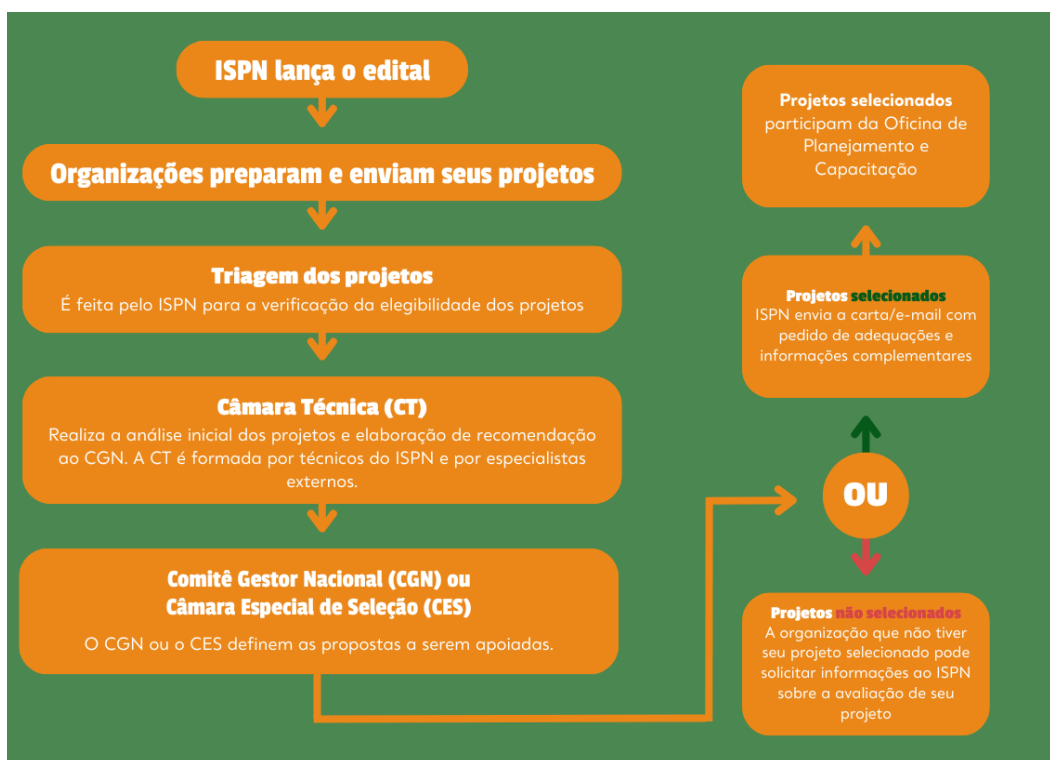 ISPN lança o edital
Organizações preparam e enviam seus projetos
Triagem dos projetos
É feita pelo ISPN para a verificação da elegibilidade dos projetos
Câmara Técnica (CT)
Realiza a análise inicial dos projetos e elaboração de recomendação
ao CGN. A CT é formada por técnicos do ISPN e por especialistas
externos.
Comitê Gestor Nacional (CGN) ou
Câmara Especial de Seleção (CES)
O CGN ou o CES definem as propostas a serem apoiadas.
OU
Projetos selecionados
ISPN envia a carta/e-mail com
pedido de adequações e
informações complementares
Projetos selecionados
participam da Oficina de
Planejamento e
Capacitação
Projetos não selecionados
A organização que não tiver
seu projeto selecionado pode
solicitar informações ao ISPN
sobre a avaliação de seu
projeto